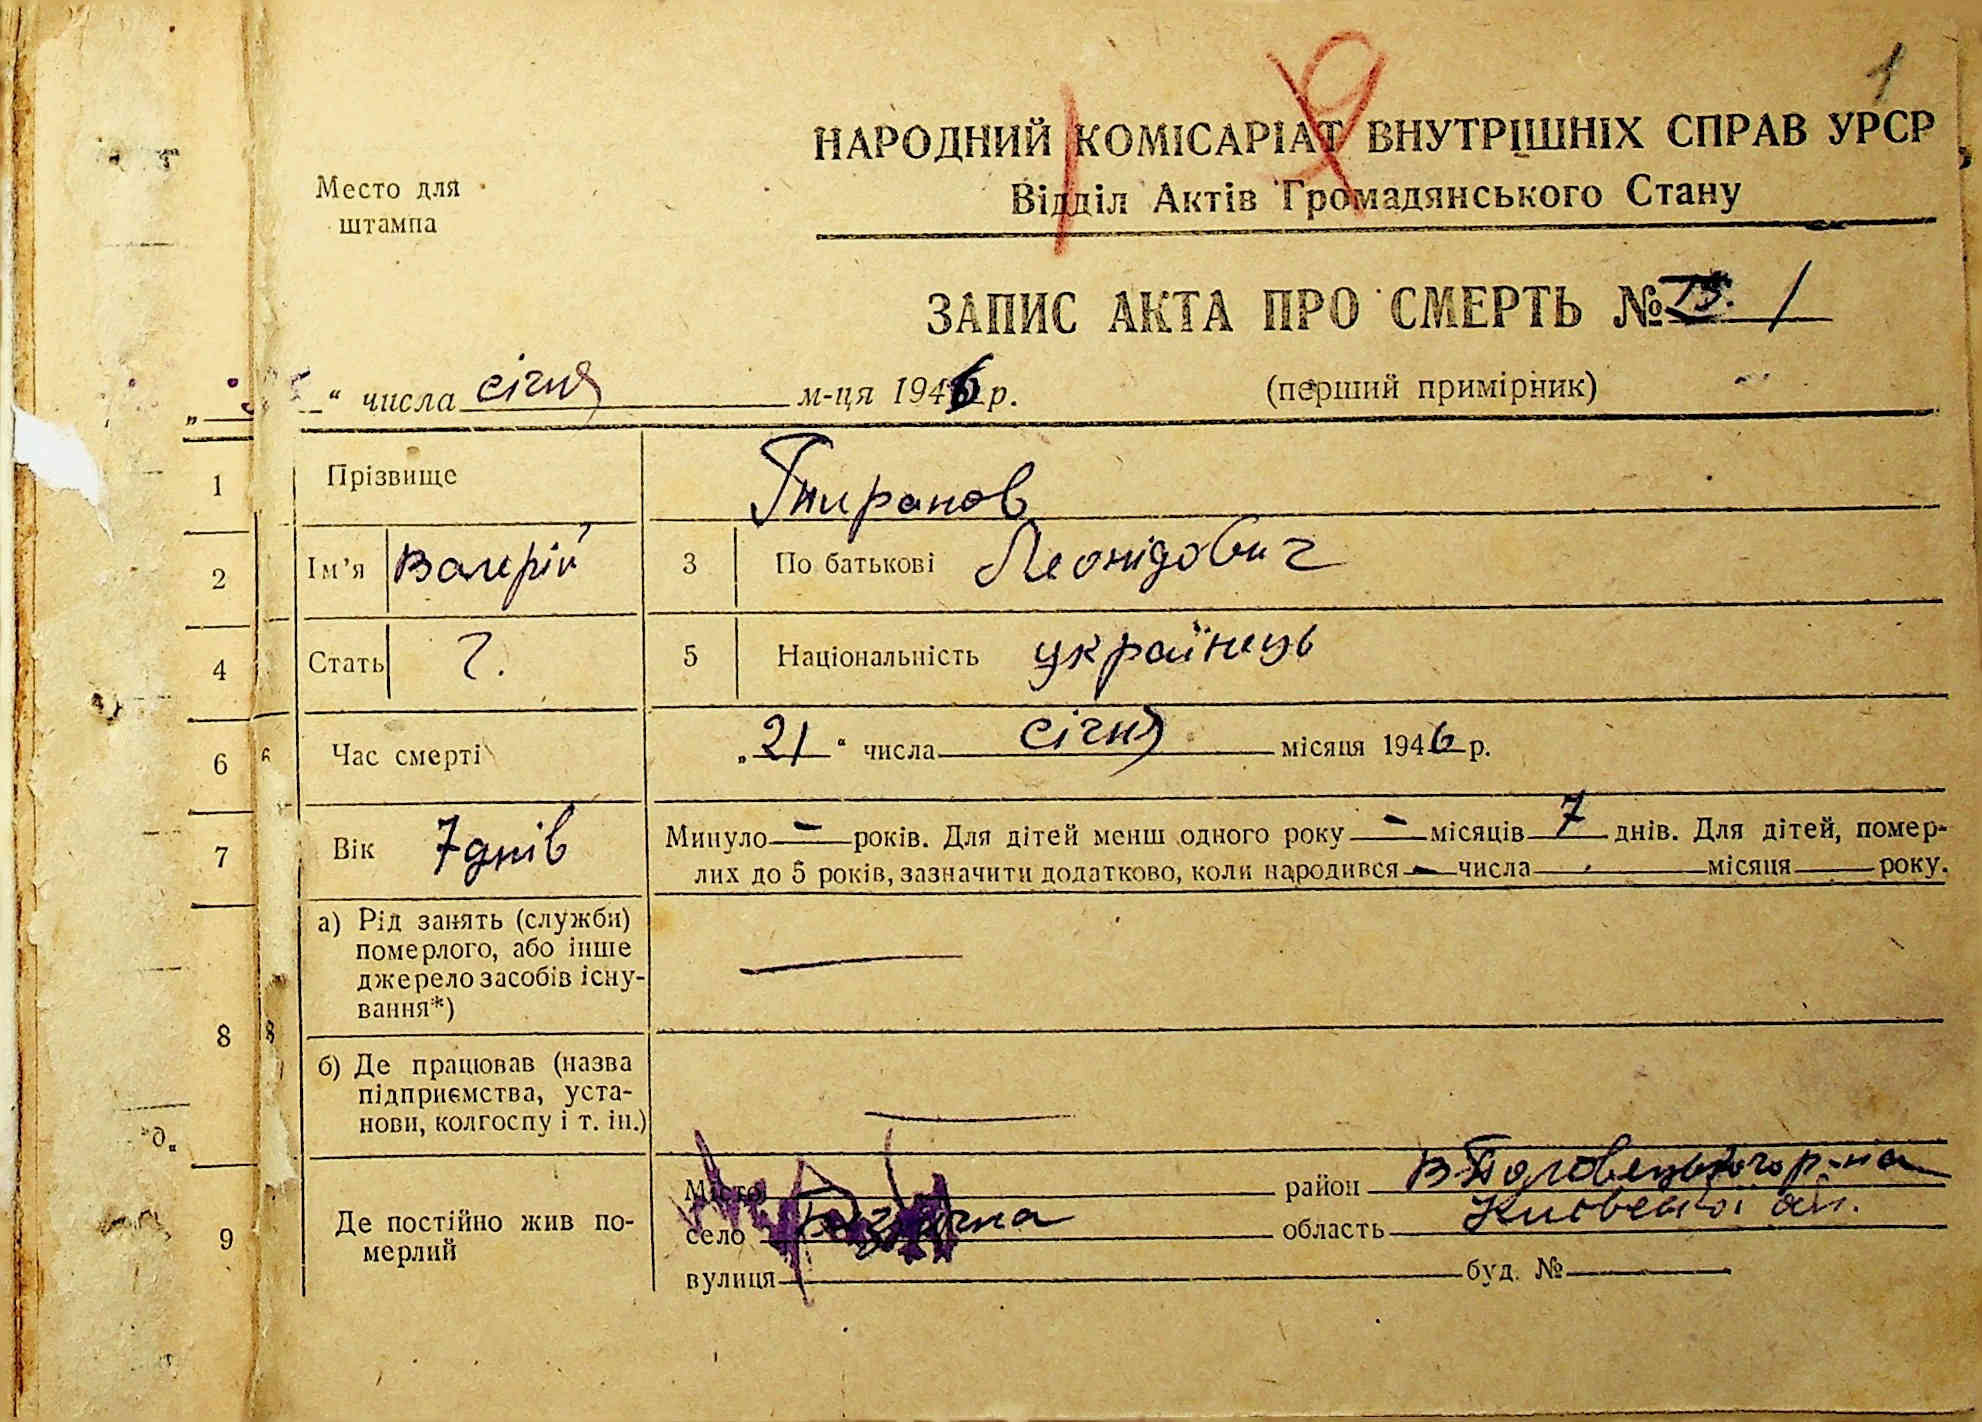 1
НАРОДНИЙ КОМІСАРІАТ ВНУТРІШНІХ СПРАВ УРСР
Відділ Актів Громадянського Стану
Место для
штампа
ЗАПИС АКТА ПРО СМЕРТЬ № 1
“ числа січня м-ця 1946 р.
(перший примірник)
1 Прізвище
2 Ім'я Валерій 3 По батькові Леонідович
4 Стать ч. 5 Національність українець
6 6 Час смерті „21“ числа січня місяця 1946 р.
7 Вік 7 днів Минуло — років. Для дітей менш одного року — місяців 7 днів. Для дітей, помер-
лих до 5 років, зазначити додатково, коли народився — числа місяця року.
а) Рід занять (служби)
померлого, або інше
джерело засобів існу-
вання*)
8 8
б) Де працював (назва
підприємства, уста-
нови, колгоспу і т. ін.)
9 Де постійно жив по-
мерлий
Місто район В-Половецького р-на
село область Київської обл.
вулиця буд. №